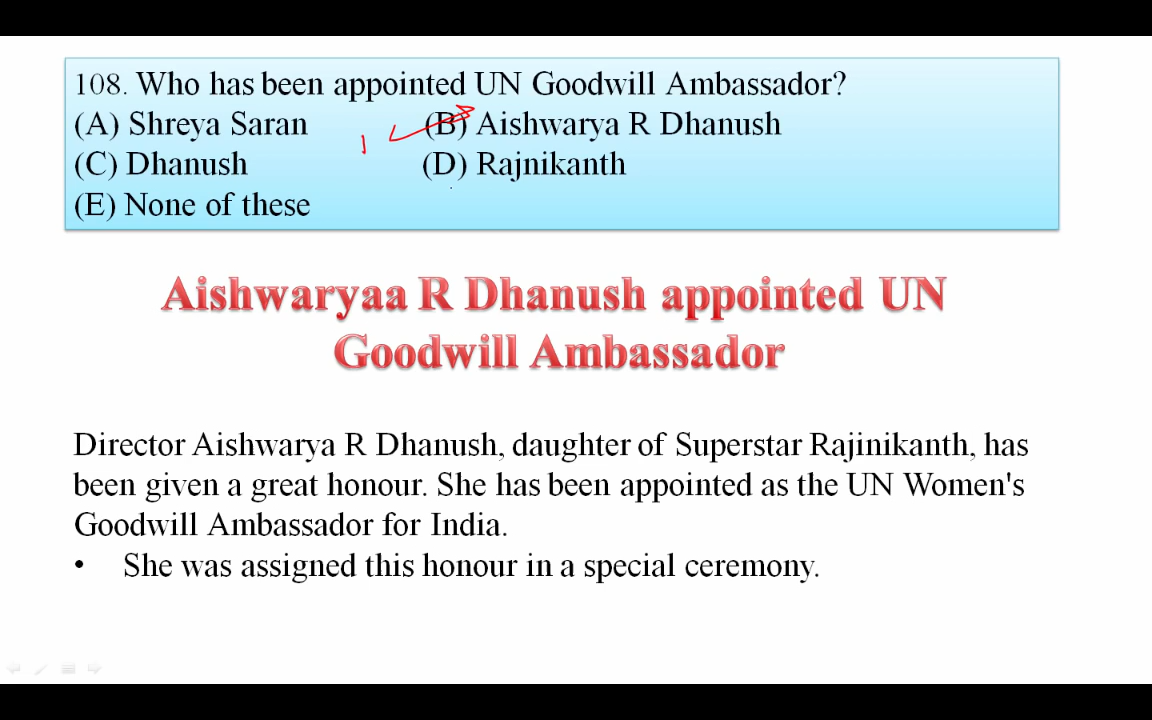 108. Who has been appointed UN Goodwill Ambassador?
(A) Shreya Saran (B) Aishwarya R Dhanush
(C) Dhanush (D) Rajnikanth
(E) None of these
Aishwaryaa R Dhanush appointed UN
Goodwill Ambassador
Director Aishwarya R Dhanush, daughter of Superstar Rajinikanth, has
been given a great honour. She has been appointed as the UN Women's
Goodwill Ambassador for India.
• She was assigned this honour in a special ceremony.